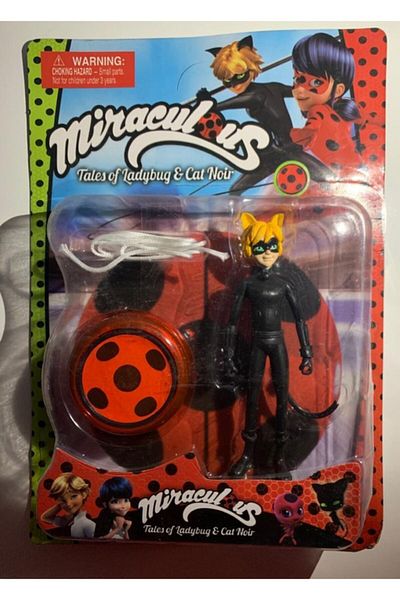 WARNING:
CHOKING HAZARD — Small parts
Not for children under 3 years
Miraculous
Tales of Ladybug & Cat Noir
Miraculous
Tales of Ladybug & Cat Noir